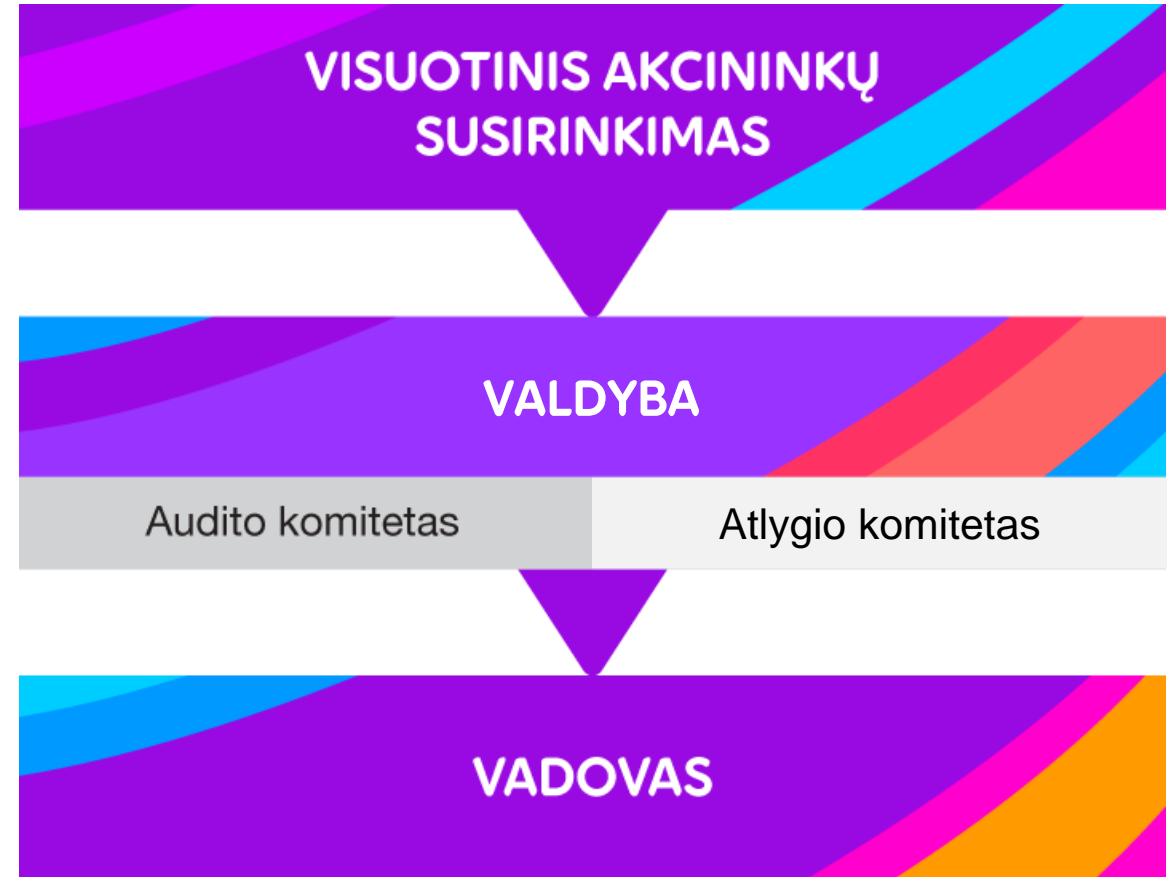 VISUOTINIS AKCININKŲ
SUSIRINKIMAS
VALDYBA
Audito komitetas
Atlygio komitetas
VADOVAS